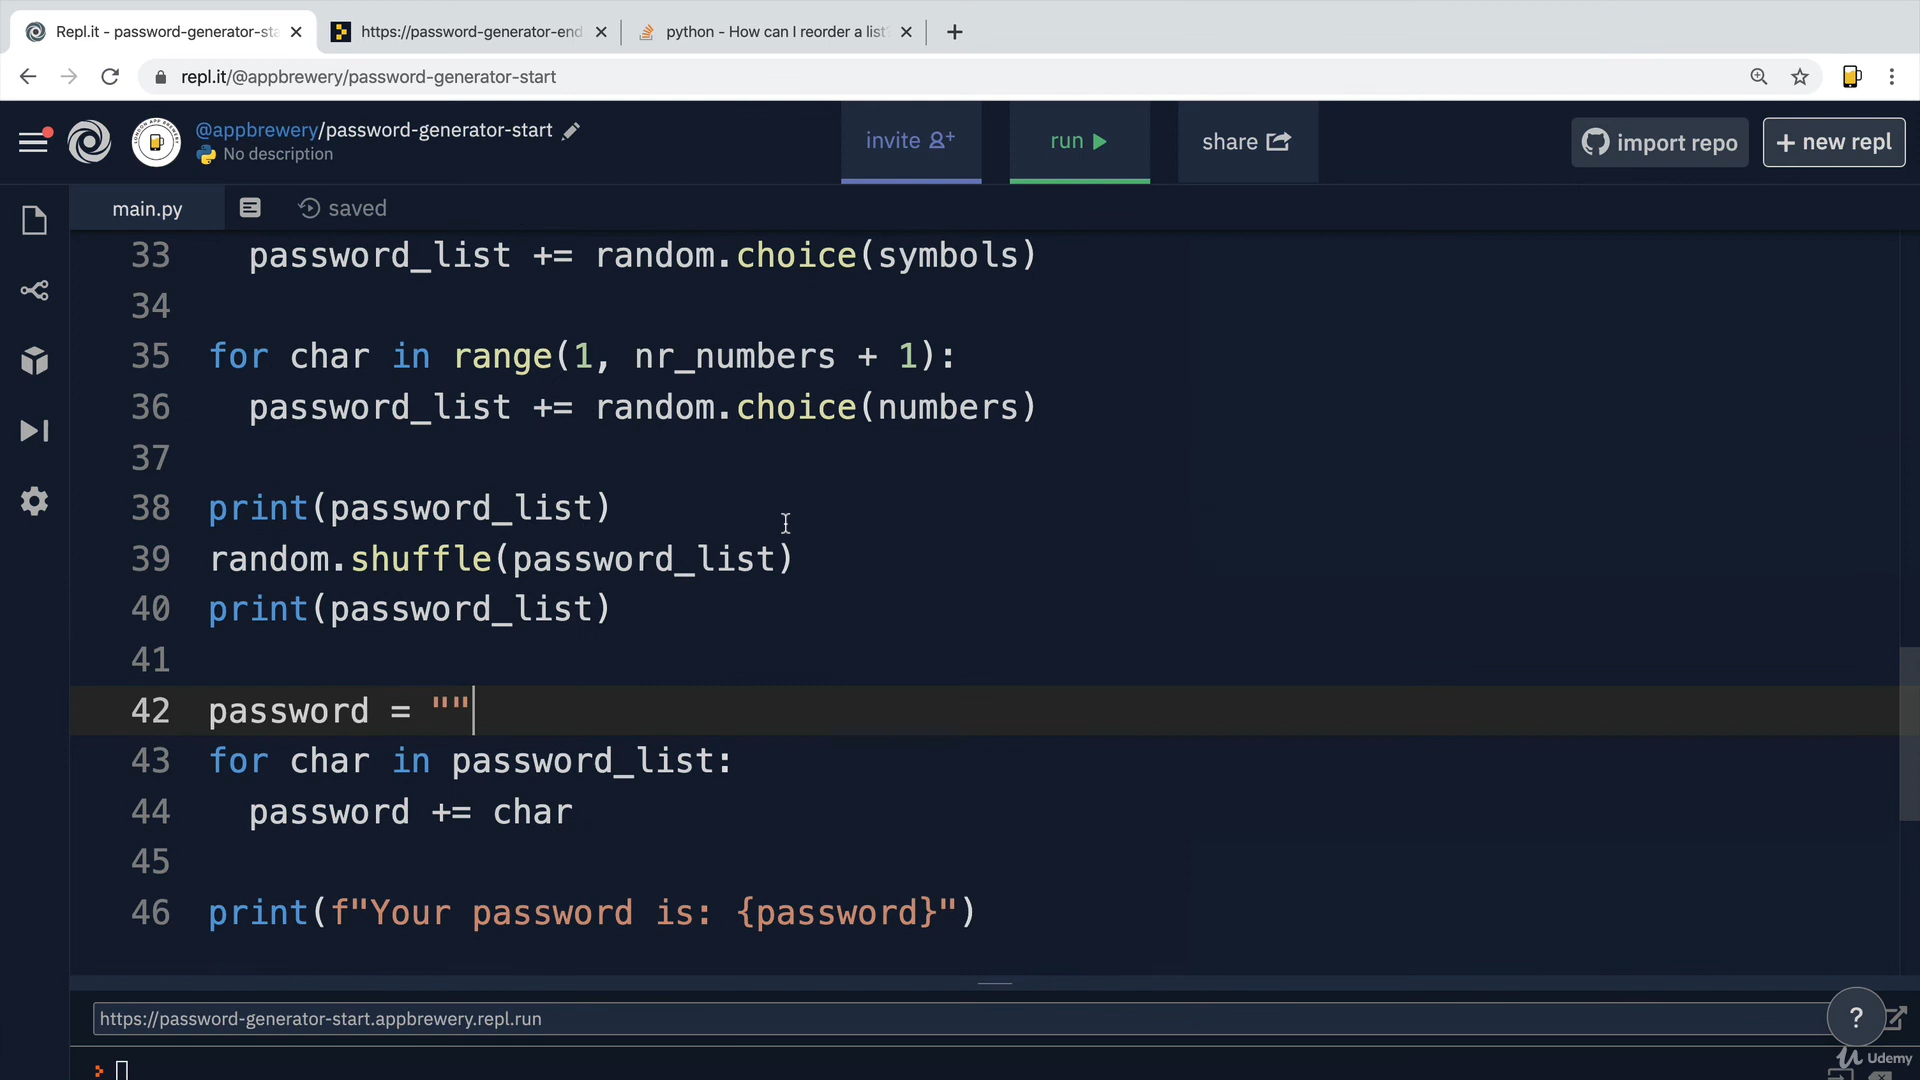 Repl.it - password-generator-sta
https://password-generator-end
python - How can I reorder a list
repl.it/@appbrewery/password-generator-start
@appbrewery/password-generator-start
No description
invite
run
share
import repo
+ new repl
main.py
saved
33 password_list += random.choice(symbols)
34
35 for char in range(1, nr_numbers + 1):
36 password_list += random.choice(numbers)
37
38 print(password_list)
39 random.shuffle(password_list)
40 print(password_list)
41
42 password = ""
43 for char in password_list:
44 password += char
45
46 print(f"Your password is: {password}")
https://password-generator-start.appbrewery.repl.run
?
Udemy